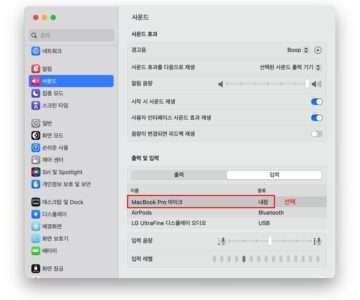 검색
네트워크
알림
사운드
집중 모드
스크린 타임
일반
화면 모드
손쉬운 사용
제어 센터
Siri 및 Spotlight
개인정보 보호 및 보안
데스크탑 및 Dock
디스플레이
배경화면
화면 보호기
배터리
화면 잠금
사운드
사운드 효과
경고음 Boop
사운드 효과를 다음으로 재생 선택한 사운드 출력 기기
알림 음량
시작 시 사운드 재생
사용자 인터페이스 사운드 효과 재생
음량이 변경되면 피드백 재생
출력 및 입력
출력 입력
이름 종류
MacBook Pro 마이크 내장 선택
AirPods Bluetooth
LG UltraFine 디스플레이 오디오 USB
입력 음량
입력 레벨